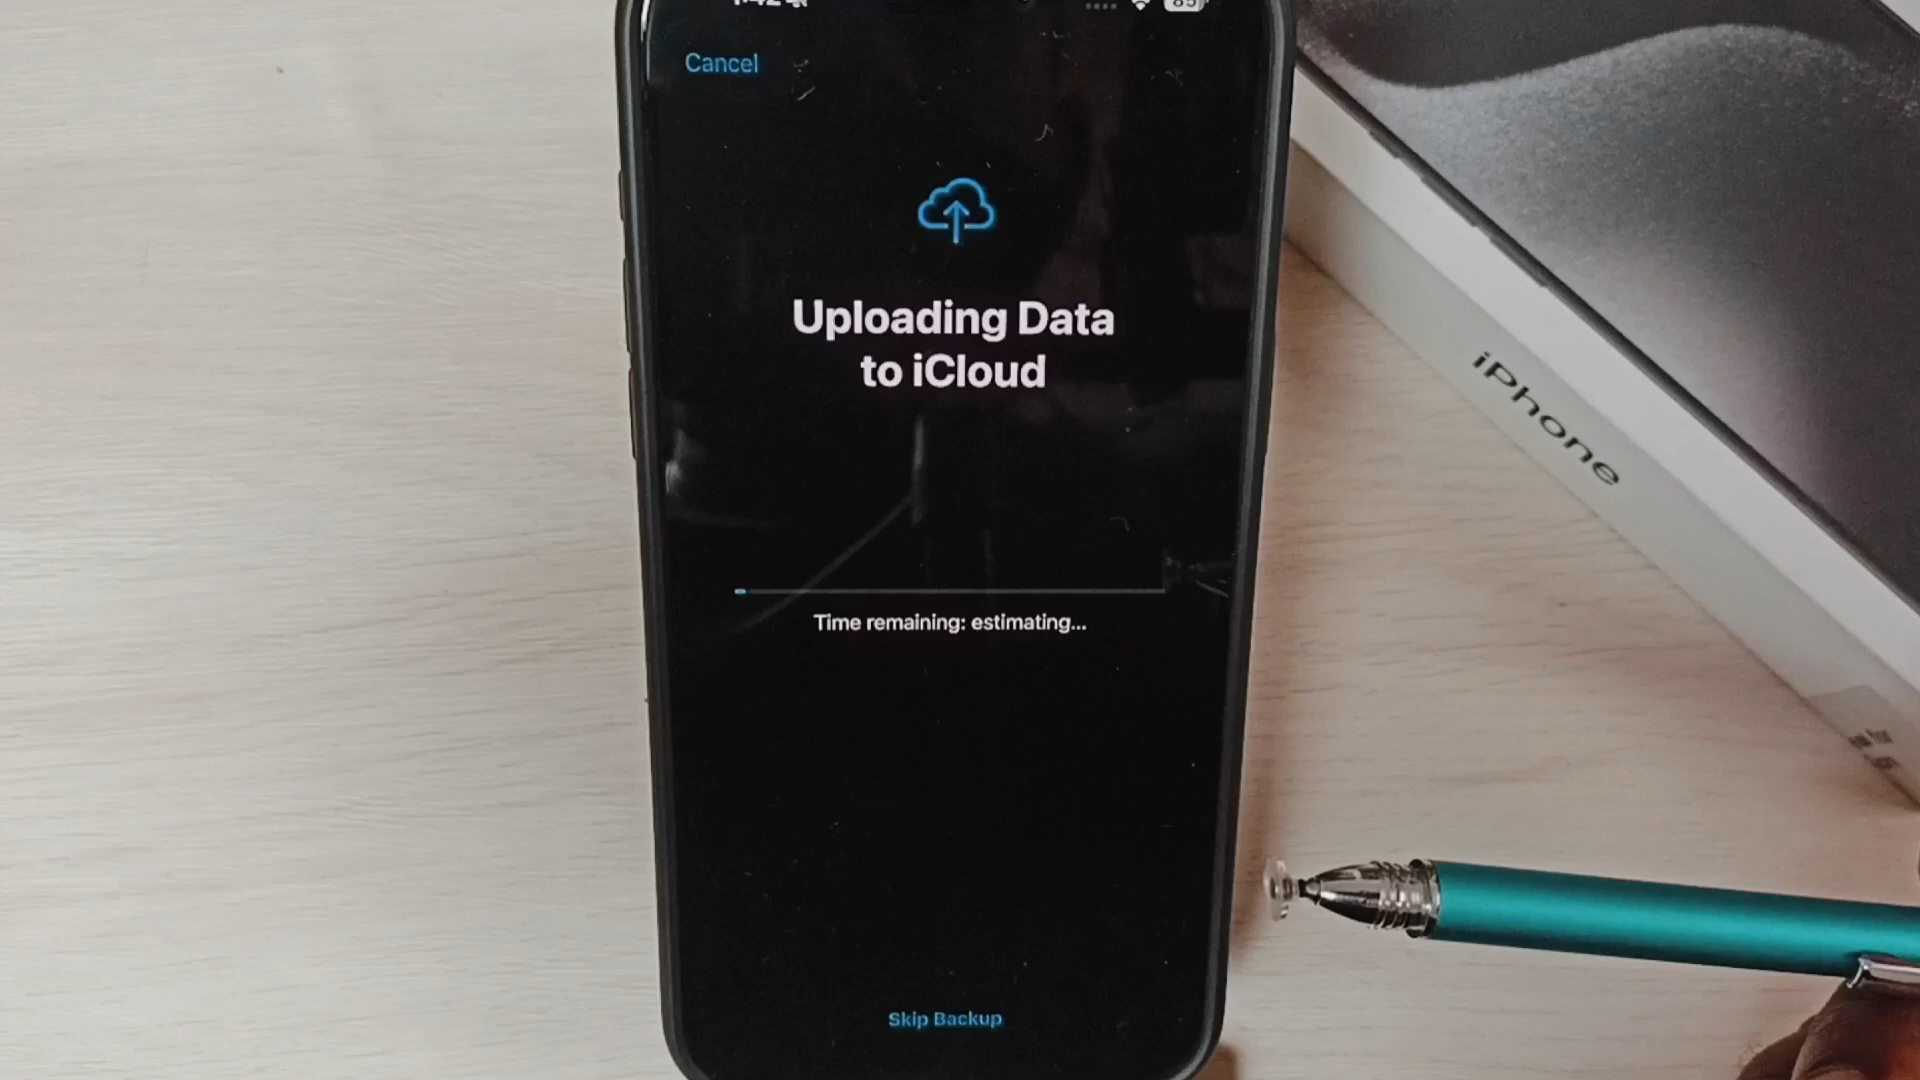 Cancel
Uploading Data
to iCloud
Time remaining: estimating...
Skip Backup
iPhone